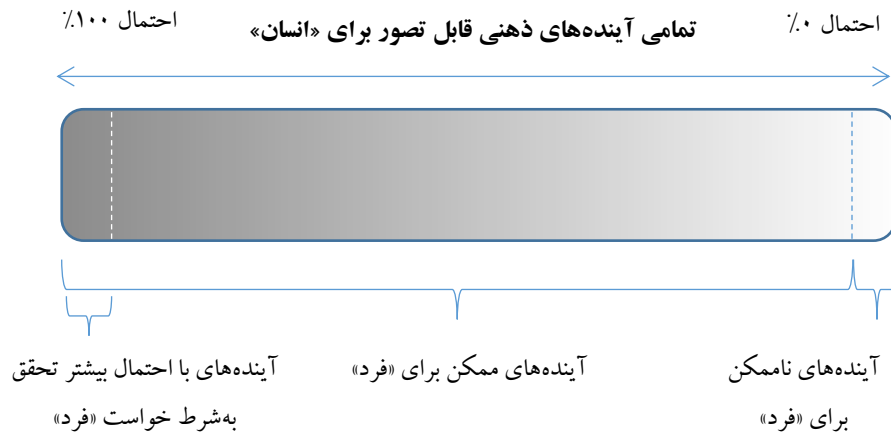 احتمال ۰٪
تمامی آینده‌های ذهنی قابل تصور برای «انسان»
احتمال ۱۰۰٪
آینده‌های ناممکن
برای «فرد»
آینده‌های ممکن برای «فرد»
آینده‌های با احتمال بیشتر تحقق
به‌شرط خواست «فرد»